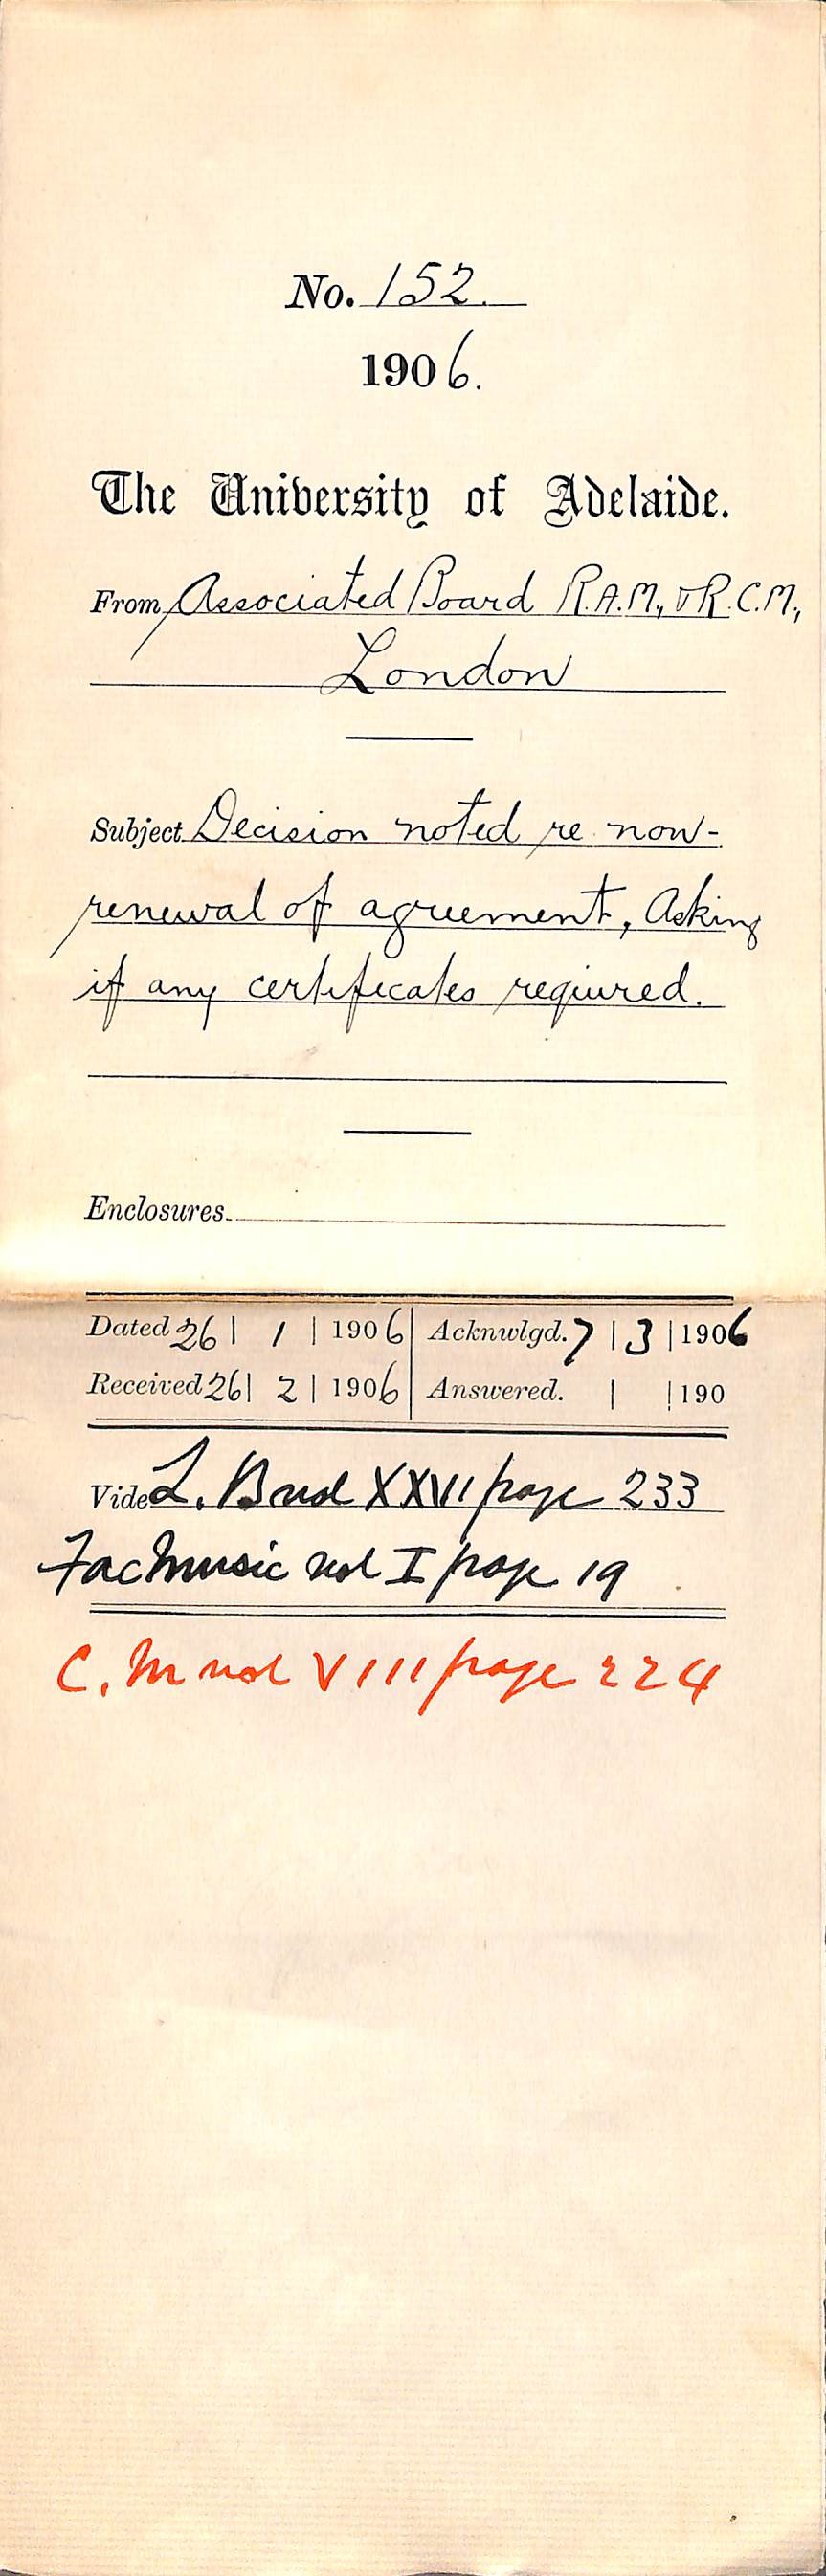 No. 152.
1906.
The University of Adelaide.
From Associated Board R.A.M., & R.C.M.,
London
Subject Decision noted re non-
renewal of agreement, Asking
if any certificates required.
Enclosures
Dated 26 | 1 | 1906 | Acknwlgd. 7 | 3 | 1906
Received 26 | 2 | 1906 | Answered. | | 190
Vide L. B vol XXVII page 233
Fac Music vol I page 19
C. M vol VIII page 224